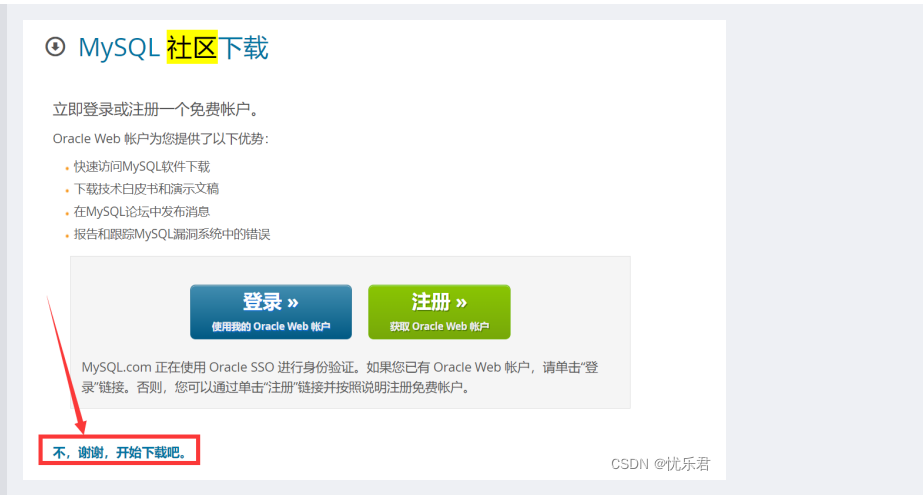 MySQL 社区下载
立即登录或注册一个免费帐户。
Oracle Web 帐户为您提供了以下优势：
快速访问MySQL软件下载
下载技术白皮书和演示文稿
在MySQL论坛中发布消息
报告和跟踪MySQL漏洞系统中的错误
登录 »
使用我的 Oracle Web 帐户
注册 »
获取 Oracle Web 帐户
MySQL.com 正在使用 Oracle SSO 进行身份验证。如果您已有 Oracle Web 帐户，请单击“登
录”链接。否则，您可以通过单击“注册”链接并按照说明注册免费帐户。
不，谢谢，开始下载吧。
CSDN @忧乐君